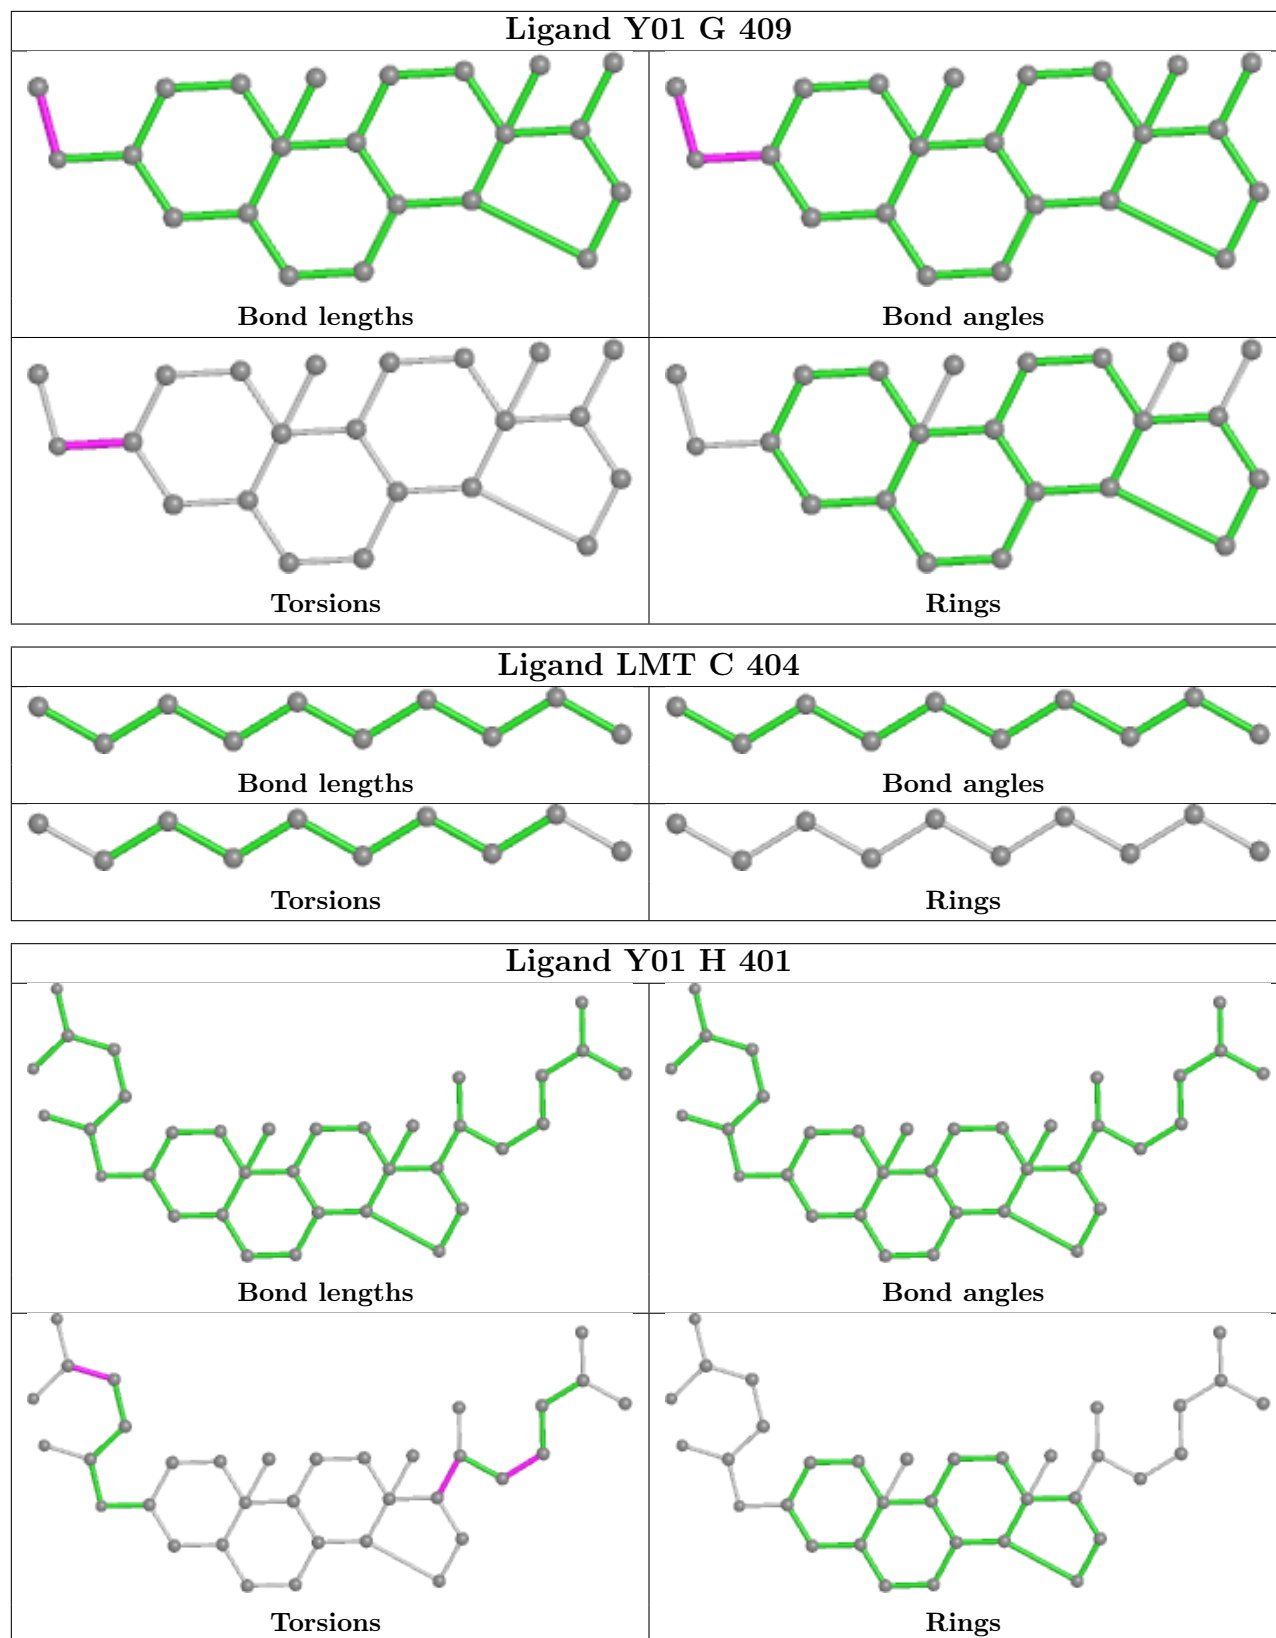 Ligand Y01 G 409
Bond lengths
Bond angles
Torsions
Rings
Ligand LMT C 404
Bond lengths
Bond angles
Torsions
Rings
Ligand Y01 H 401
Bond lengths
Bond angles
Torsions
Rings